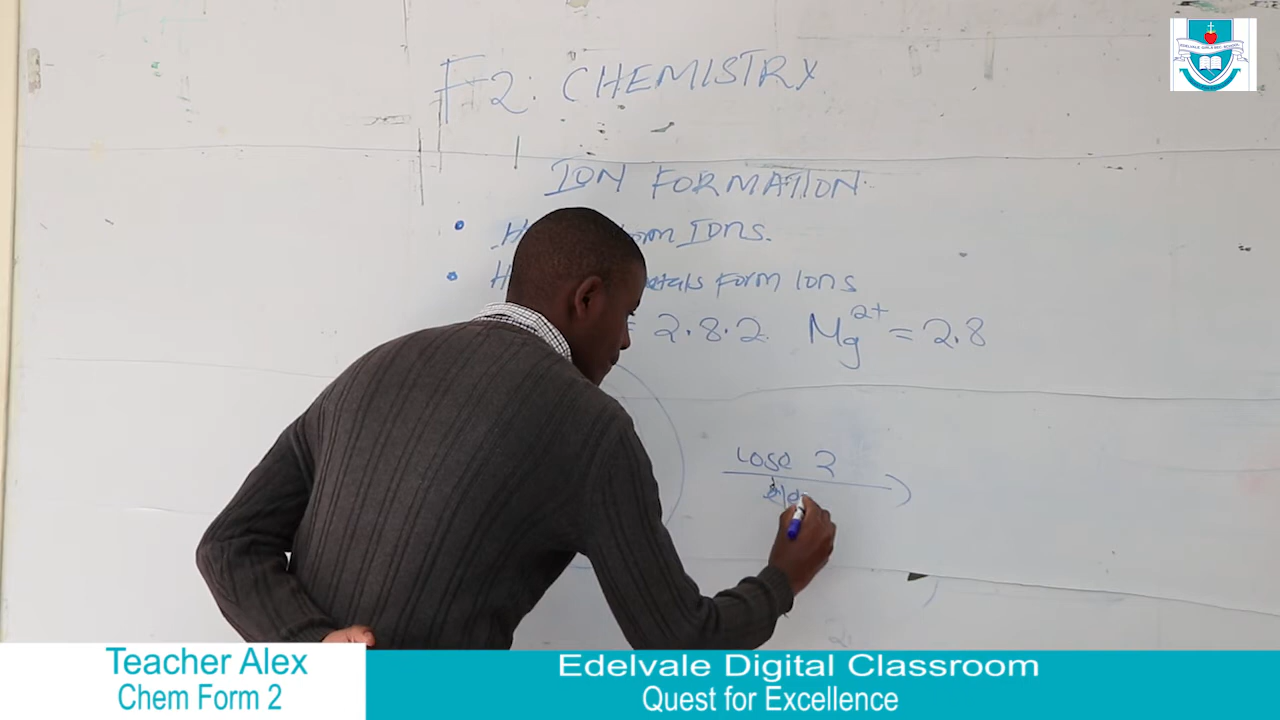 F2: CHEMISTRY
ION FORMATION
Form Ions.
Form Ions
= 2.8.2 Mg²⁺ = 2.8
Lose 2
Teacher Alex
Chem Form 2
Edelvale Digital Classroom
Quest for Excellence